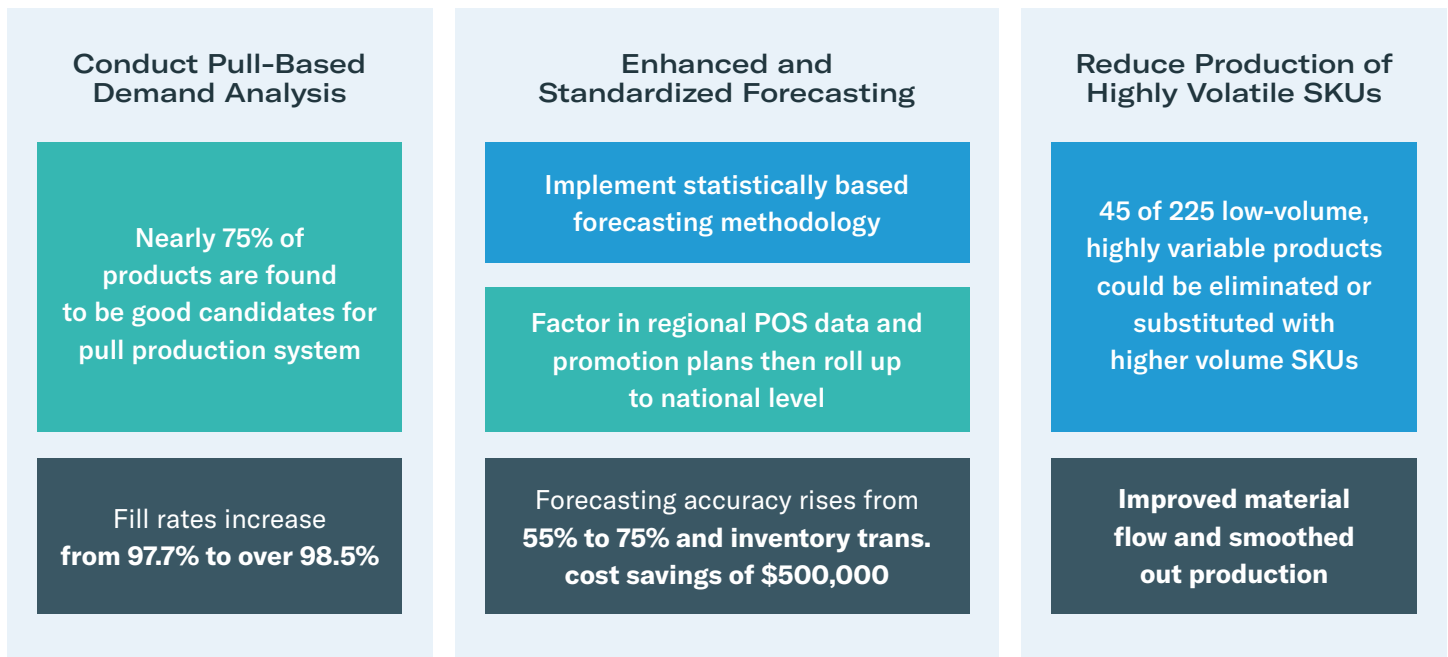 Conduct Pull-Based
Demand Analysis
Nearly 75% of
products are found
to be good candidates for
pull production system
Fill rates increase
from 97.7% to over 98.5%
Enhanced and
Standardized Forecasting
Implement statistically based
forecasting methodology
Factor in regional POS data and
promotion plans then roll up
to national level
Forecasting accuracy rises from
55% to 75% and inventory trans.
cost savings of $500,000
Reduce Production of
Highly Volatile SKUs
45 of 225 low-volume,
highly variable products
could be eliminated or
substituted with
higher volume SKUs
Improved material
flow and smoothed
out production